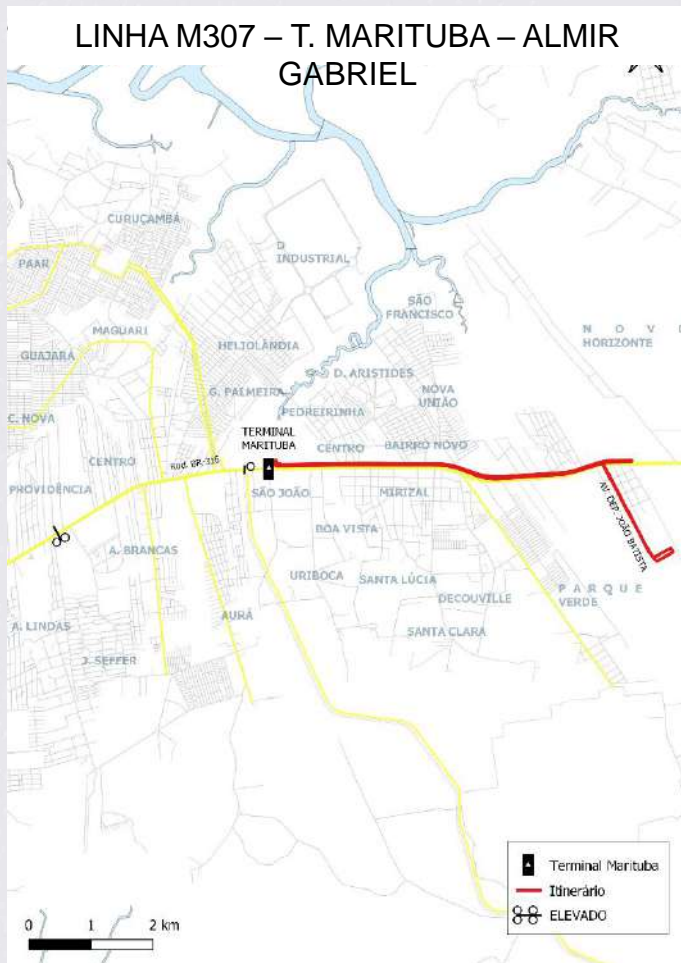 LINHA M307 – T. MARITUBA – ALMIR
GABRIEL
CURUÇAMBÁ
PAAR
D
INDUSTRIAL
SÃO
FRANCISCO
MAGUARI
N O V
HORIZONTE
GUAJARÁ
HELIOLÂNDIA
D. ARISTIDES
G. PALMEIRA
NOVA
UNIÃO
PEDREIRINHA
C. NOVA
TERMINAL
MARITUBA
CENTRO
BAIRRO NOVO
CENTRO
Rod. BR-316
PROVIDÊNCIA
SÃO JOÃO
MIRIZAL
AV. DEP. JOÃO BATISTA
BOA VISTA
A. BRANCAS
URIBOCA
SANTA LÚCIA
DECOUVILLE
P A R Q U E
VERDE
A. LINDAS
AURÁ
SANTA CLARA
J. SEFFER
Terminal Marituba
Itinerário
ELEVADO
0 1 2 km